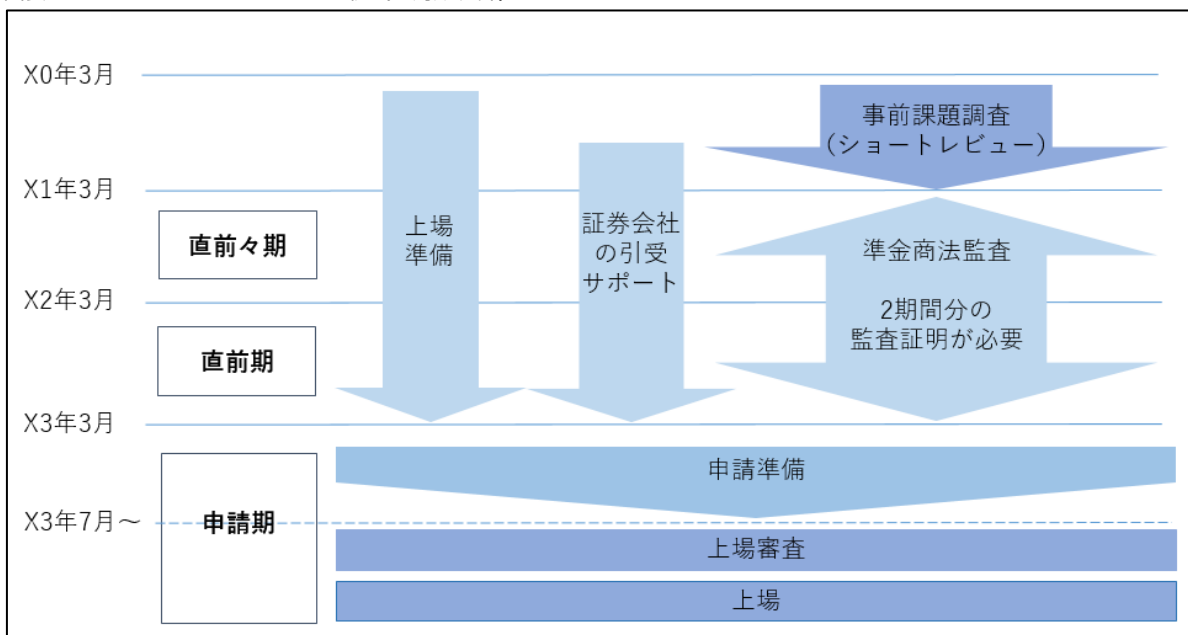 X0年3月
事前課題調査
(ショートレビュー)
X1年3月
直前々期
上場
準備
証券会社
の引受
サポート
準金商法監査
X2年3月
2期間分の
監査証明が必要
直前期
X3年3月
申請準備
X3年7月～
申請期
上場審査
上場